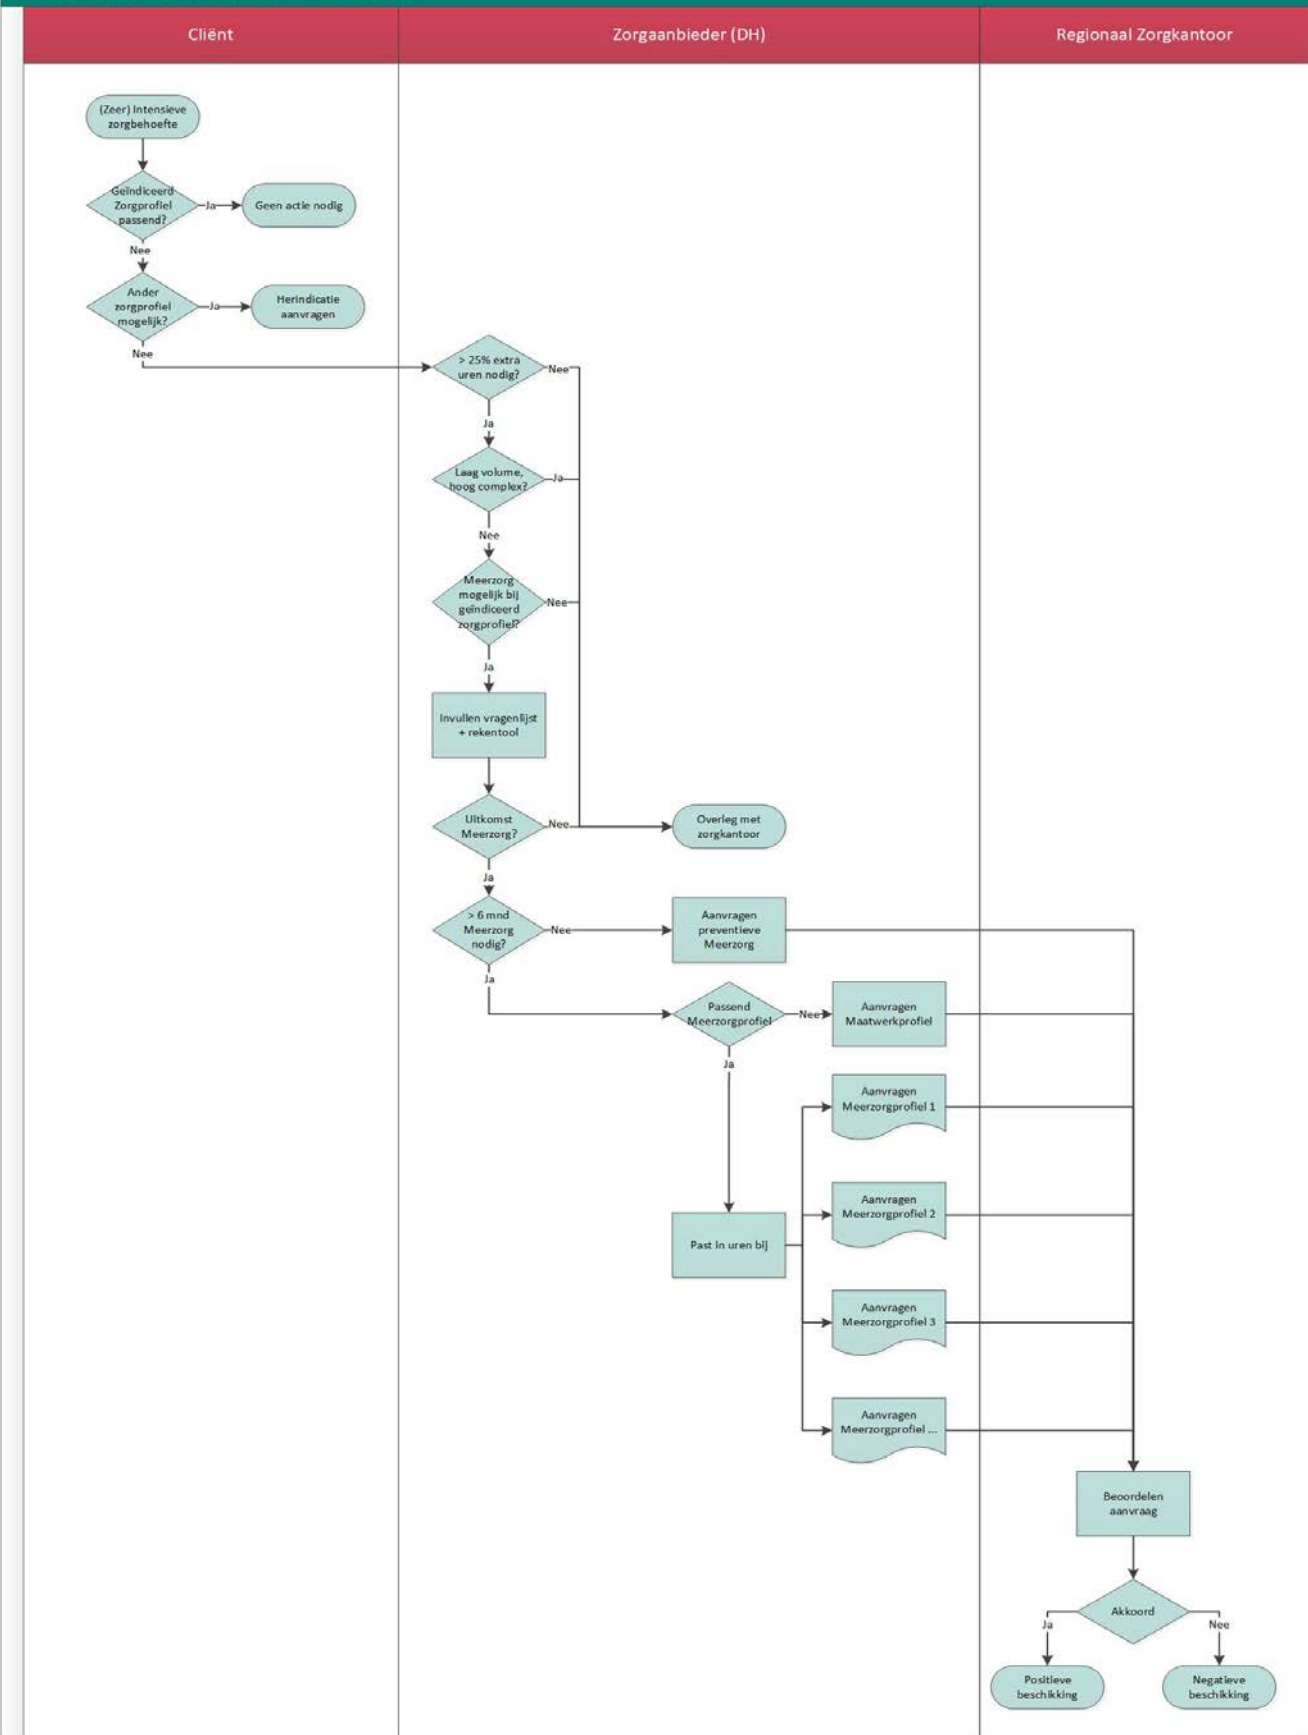 Cliënt
Zorgaanbieder (DH)
Regionaal Zorgkantoor
(Zeer) Intensieve
zorgbehoefte
Geïndiceerd
Zorgprofiel
passend?
Ja
Geen actie nodig
Nee
Ander
zorgprofiel
mogelijk?
Ja
Herindicatie
aanvragen
Nee
> 25% extra
uren nodig?
Nee
Ja
Laag volume,
hoog complex?
Ja
Nee
Meerzorg
mogelijk bij
geïndiceerd
zorgprofiel?
Nee
Ja
Invullen vragenlijst
+ rekentool
Uitkomst
Meerzorg?
Nee
Overleg met
zorgkantoor
Ja
> 6 mnd
Meerzorg
nodig?
Nee
Aanvragen
preventieve
Meerzorg
Ja
Passend
Meerzorgprofiel
Nee
Aanvragen
Maatwerkprofiel
Ja
Aanvragen
Meerzorgprofiel 1
Aanvragen
Meerzorgprofiel 2
Past in uren bij
Aanvragen
Meerzorgprofiel 3
Aanvragen
Meerzorgprofiel ...
Beoordelen
aanvraag
Akkoord
Ja
Nee
Positieve
beschikking
Negatieve
beschikking